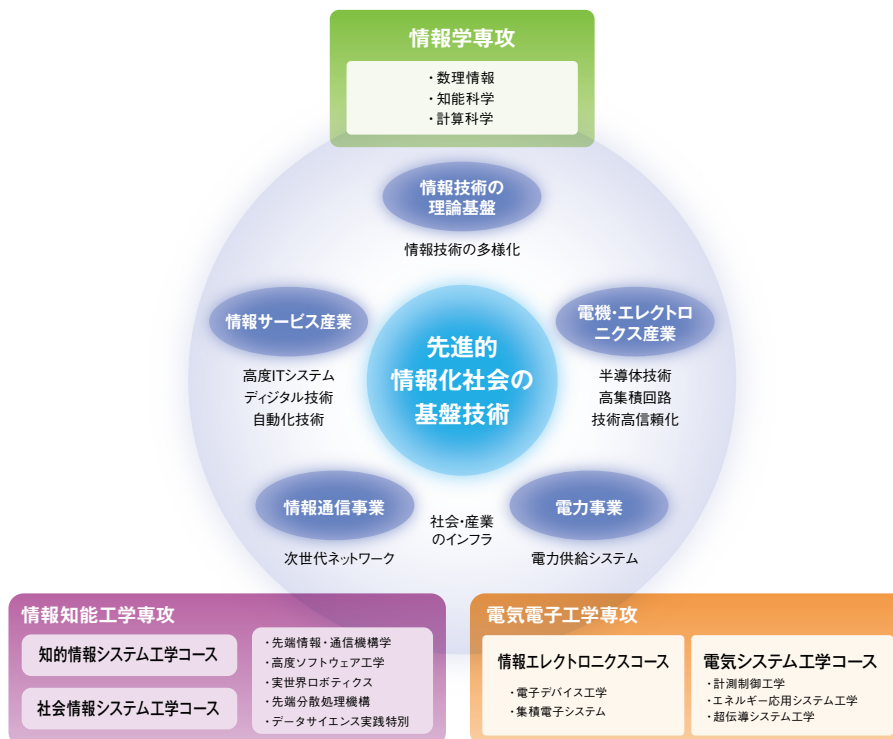 情報学専攻
・数理情報
・知能科学
・計算科学
情報技術の
理論基盤
情報技術の多様化
情報サービス産業
高度ITシステム
ディジタル技術
自動化技術
先進的
情報化社会の
基盤技術
電機・エレクトロ
ニクス産業
半導体技術
高集積回路
技術高信頼化
情報通信事業
次世代ネットワーク
社会・産業
のインフラ
電力事業
電力供給システム
情報知能工学専攻
知的情報システム工学コース
社会情報システム工学コース
・先端情報・通信機構学
・高度ソフトウェア工学
・実世界ロボティクス
・先端分散処理機構
・データサイエンス実践特別
電気電子工学専攻
情報エレクトロニクスコース
・電子デバイス工学
・集積電子システム
電気システム工学コース
・計測制御工学
・エネルギー応用システム工学
・超伝導システム工学